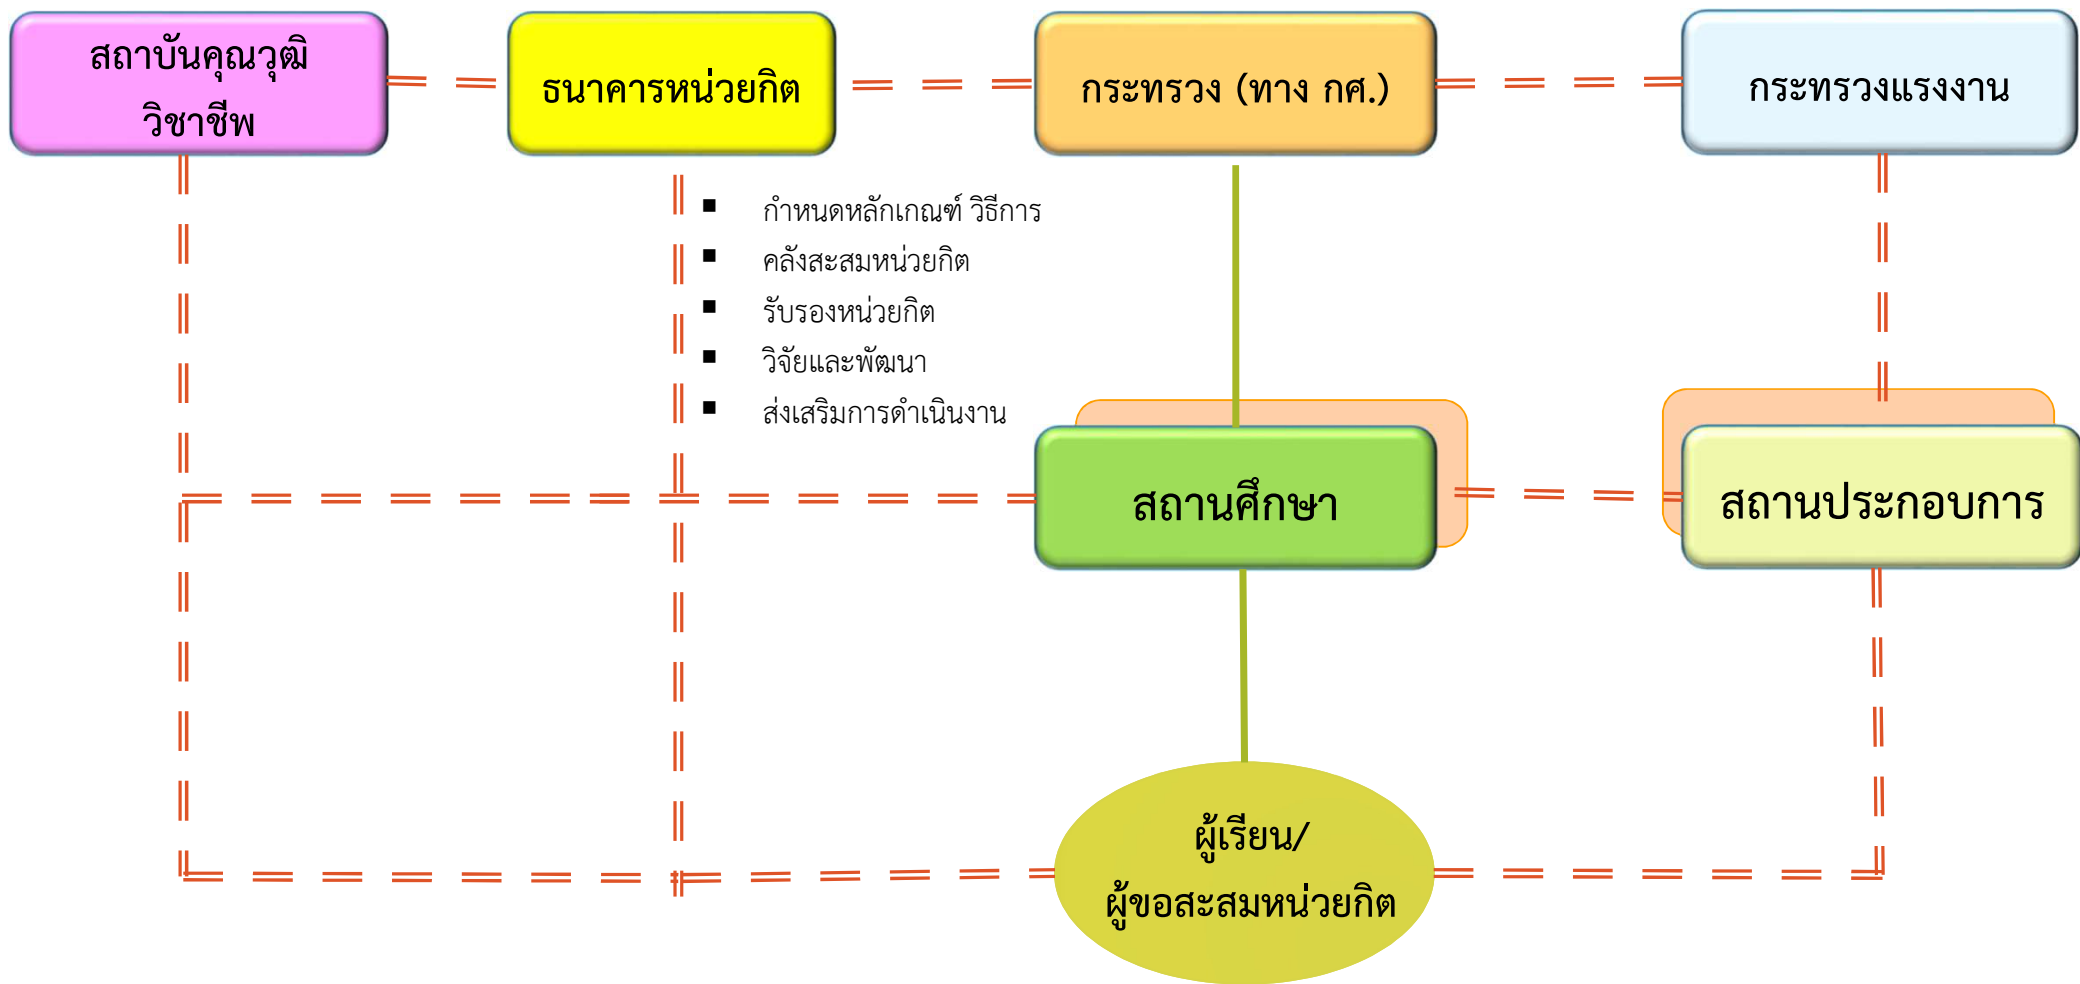 สถาบันคุณวุฒิ
วิชาชีพ
ธนาคารหน่วยกิต
กระทรวง (ทาง กศ.)
กระทรวงแรงงาน
▪ กำหนดหลักเกณฑ์ วิธีการ
▪ คลังสะสมหน่วยกิต
▪ รับรองหน่วยกิต
▪ วิจัยและพัฒนา
▪ ส่งเสริมการดำเนินงาน
สถานศึกษา
สถานประกอบการ
ผู้เรียน/
ผู้ขอสะสมหน่วยกิต